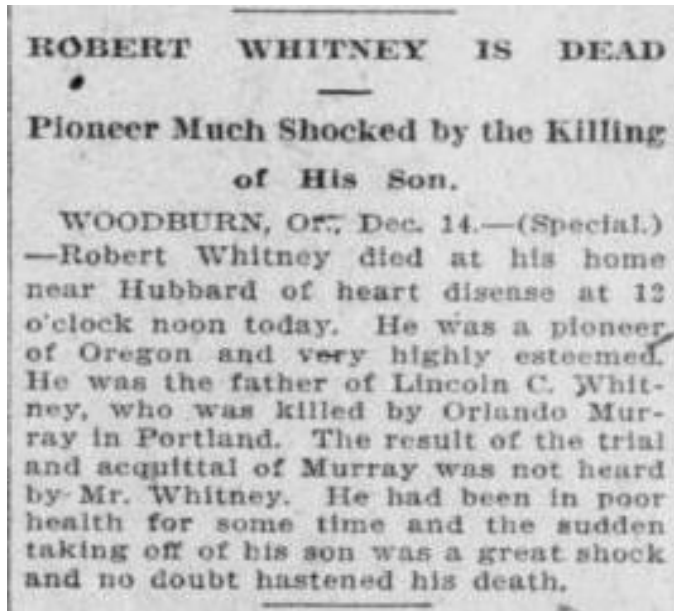 ROBERT WHITNEY IS DEAD
Pioneer Much Shocked by the Killing
of His Son.
WOODBURN, Or., Dec. 14.—(Special.)
—Robert Whitney died at his home
near Hubbard of heart disease at 12
o'clock noon today. He was a pioneer
of Oregon and very highly esteemed.
He was the father of Lincoln C. Whit-
ney, who was killed by Orlando Mur-
ray in Portland. The result of the trial
and acquittal of Murray was not heard
by Mr. Whitney. He had been in poor
health for some time and the sudden
taking off of his son was a great shock
and no doubt hastened his death.